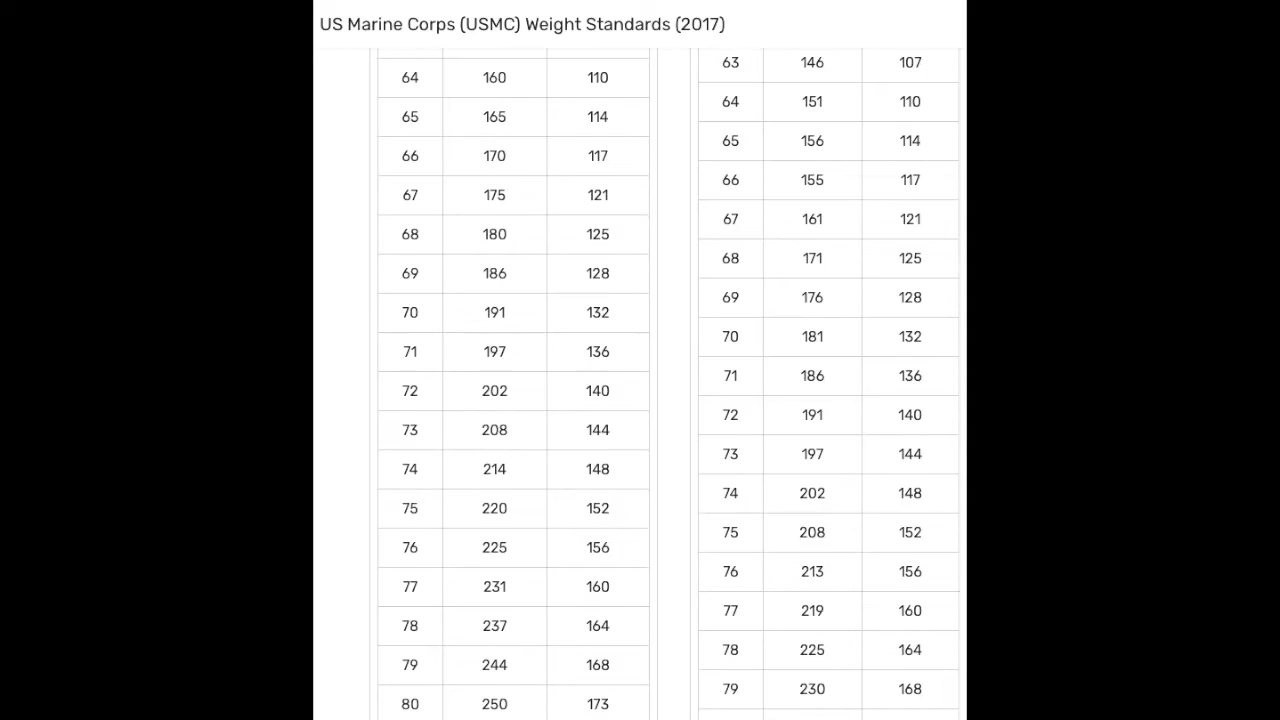 US Marine Corps (USMC) Weight Standards (2017)
64 160 110
65 165 114
66 170 117
67 175 121
68 180 125
69 186 128
70 191 132
71 197 136
72 202 140
73 208 144
74 214 148
75 220 152
76 225 156
77 231 160
78 237 164
79 244 168
80 250 173
63 146 107
64 151 110
65 156 114
66 155 117
67 161 121
68 171 125
69 176 128
70 181 132
71 186 136
72 191 140
73 197 144
74 202 148
75 208 152
76 213 156
77 219 160
78 225 164
79 230 168